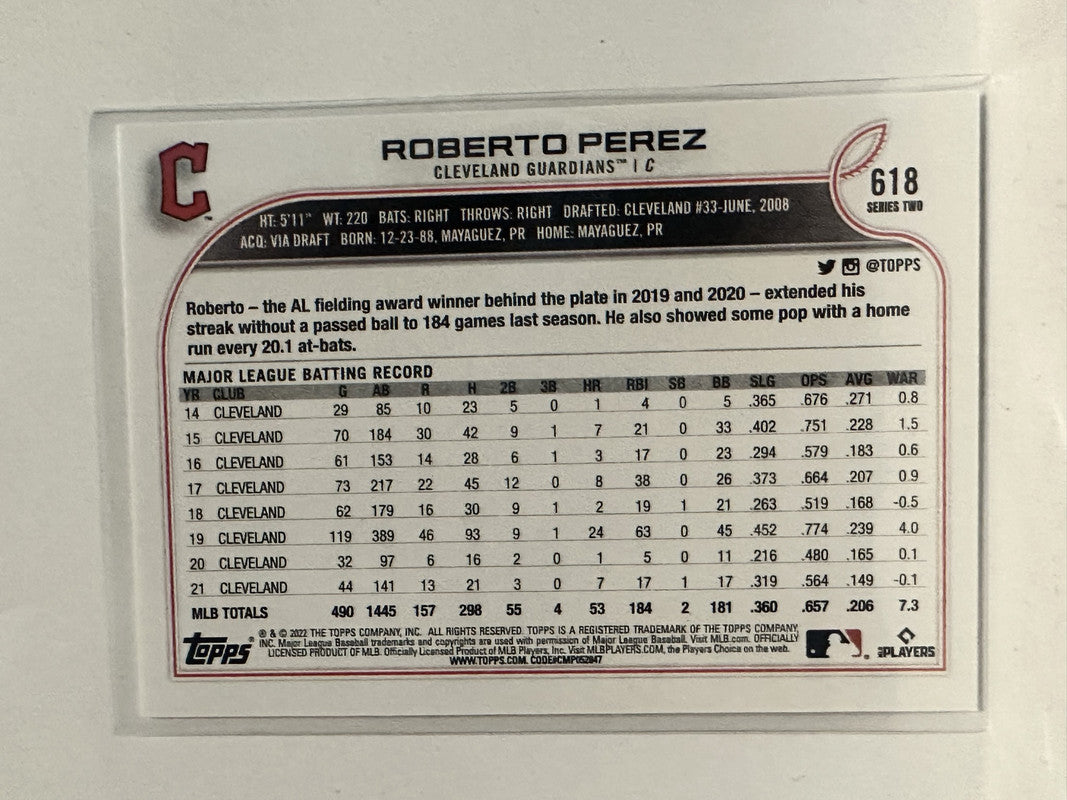 C™
ROBERTO PEREZ
CLEVELAND GUARDIANS™ | C
618
SERIES TWO
HT: 5'11" WT: 220 BATS: RIGHT THROWS: RIGHT DRAFTED: CLEVELAND #33-JUNE, 2008
ACQ: VIA DRAFT BORN: 12-23-88, MAYAGUEZ, PR HOME: MAYAGUEZ, PR
@TOPPS
Roberto – the AL fielding award winner behind the plate in 2019 and 2020 – extended his
streak without a passed ball to 184 games last season. He also showed some pop with a home
run every 20.1 at-bats.
MAJOR LEAGUE BATTING RECORD
YR CLUB G AB R H 2B 3B HR RBI SB BB SLG OPS AVG WAR
14 CLEVELAND 29 85 10 23 5 0 1 4 0 5 .365 .676 .271 0.8
15 CLEVELAND 70 184 30 42 9 1 7 21 0 33 .402 .751 .228 1.5
16 CLEVELAND 61 153 14 28 6 1 3 17 0 23 .294 .579 .183 0.6
17 CLEVELAND 73 217 22 45 12 0 8 38 0 26 .373 .664 .207 0.9
18 CLEVELAND 62 179 16 30 9 1 2 19 1 21 .263 .519 .168 -0.5
19 CLEVELAND 119 389 46 93 9 1 24 63 0 45 .452 .774 .239 4.0
20 CLEVELAND 32 97 6 16 2 0 1 5 0 11 .216 .480 .165 0.1
21 CLEVELAND 44 141 13 21 3 0 7 17 1 17 .319 .564 .149 -0.1
MLB TOTALS 490 1445 157 298 55 4 53 184 2 181 .360 .657 .206 7.3
Topps®
® & © 2022 THE TOPPS COMPANY, INC. ALL RIGHTS RESERVED. TOPPS IS A REGISTERED TRADEMARK OF THE TOPPS COMPANY,
INC. Major League Baseball trademarks and copyrights are used with permission of Major League Baseball. Visit MLB.com. OFFICIALLY
LICENSED PRODUCT OF MLB. Officially Licensed Product of MLB Players, Inc. Visit MLBPLAYERS.COM, the Players Choice on the web.
WWW.TOPPS.COM. CODE#CMP052847
MLB PLAYERS